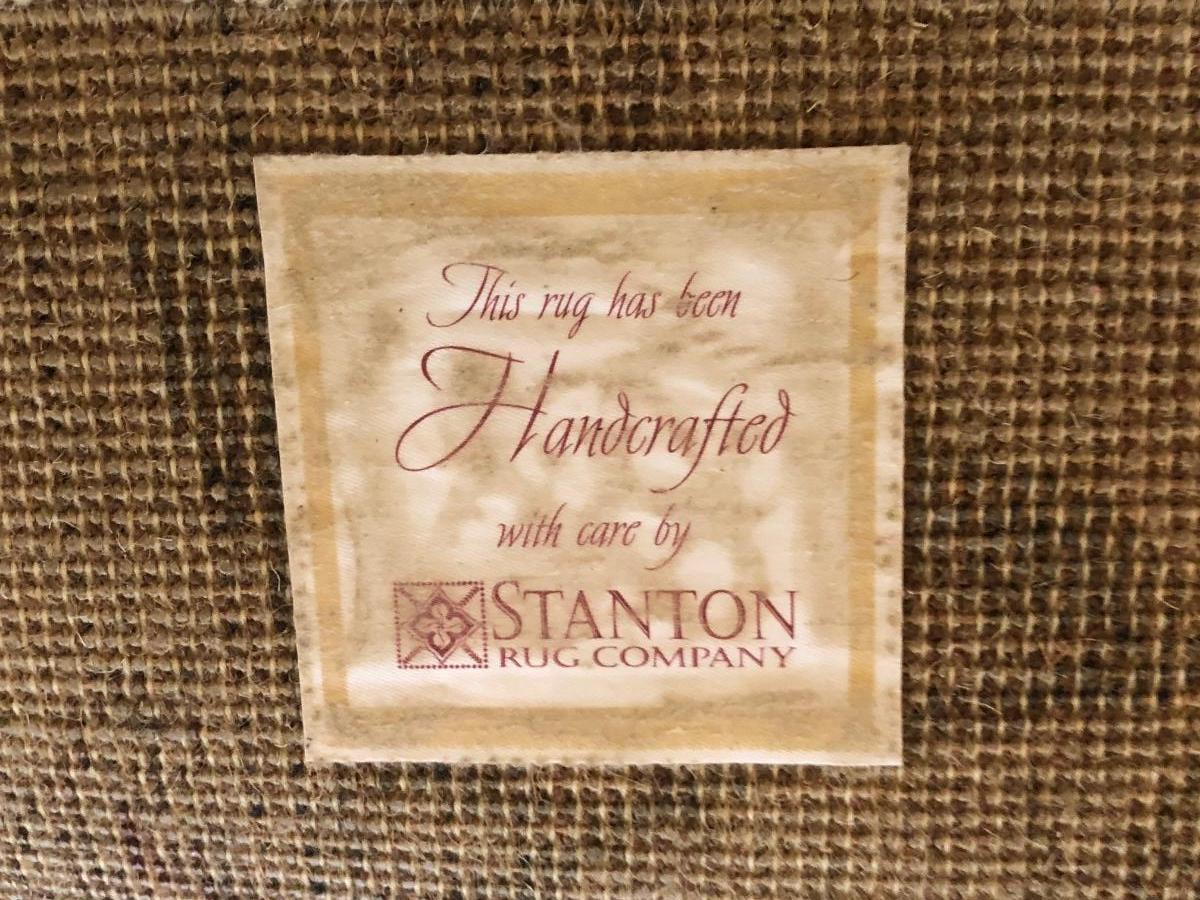 This rug has been
Handcrafted
with care by
STANTON
RUG COMPANY